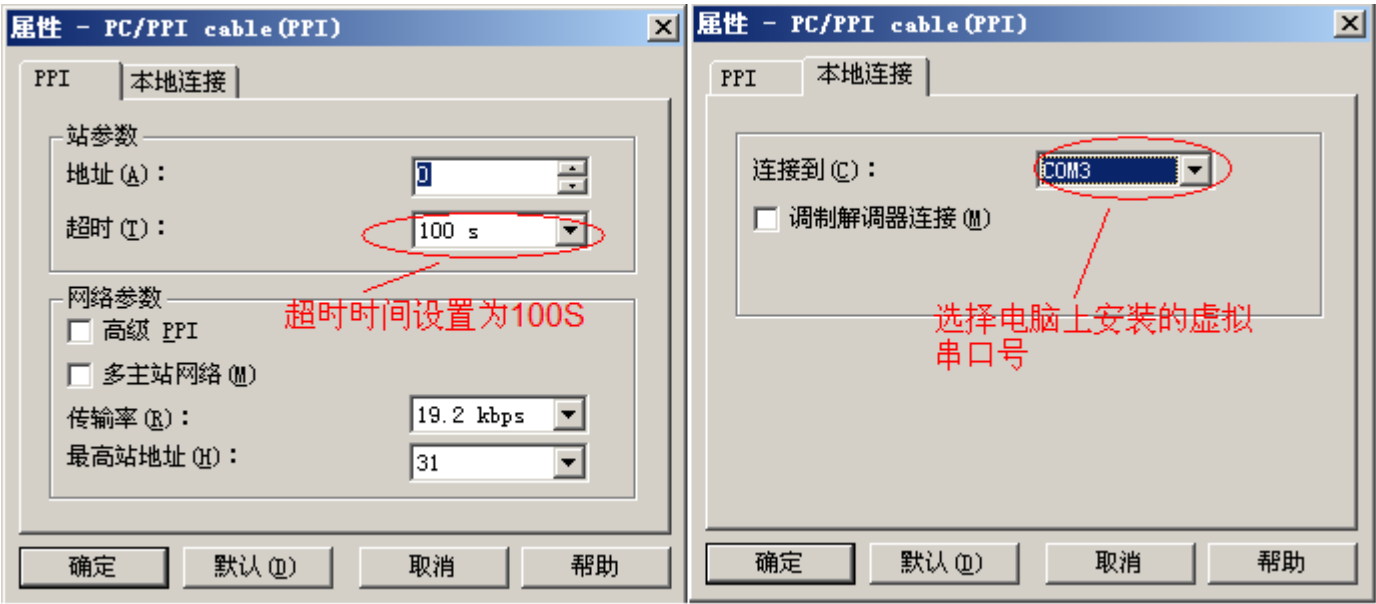 属性 - PC/PPI cable(PPI)
PPI
本地连接
站参数
地址(A):
0
超时(T):
100 s
超时时间设置为100S
网络参数
高级 PPI
多主站网络(M)
传输率(R):
19.2 kbps
最高站地址(H):
31
确定
默认(D)
取消
帮助
属性 - PC/PPI cable(PPI)
PPI
本地连接
连接到(C):
COM3
调制解调器连接(M)
选择电脑上安装的虚拟
串口号
确定
默认(D)
取消
帮助